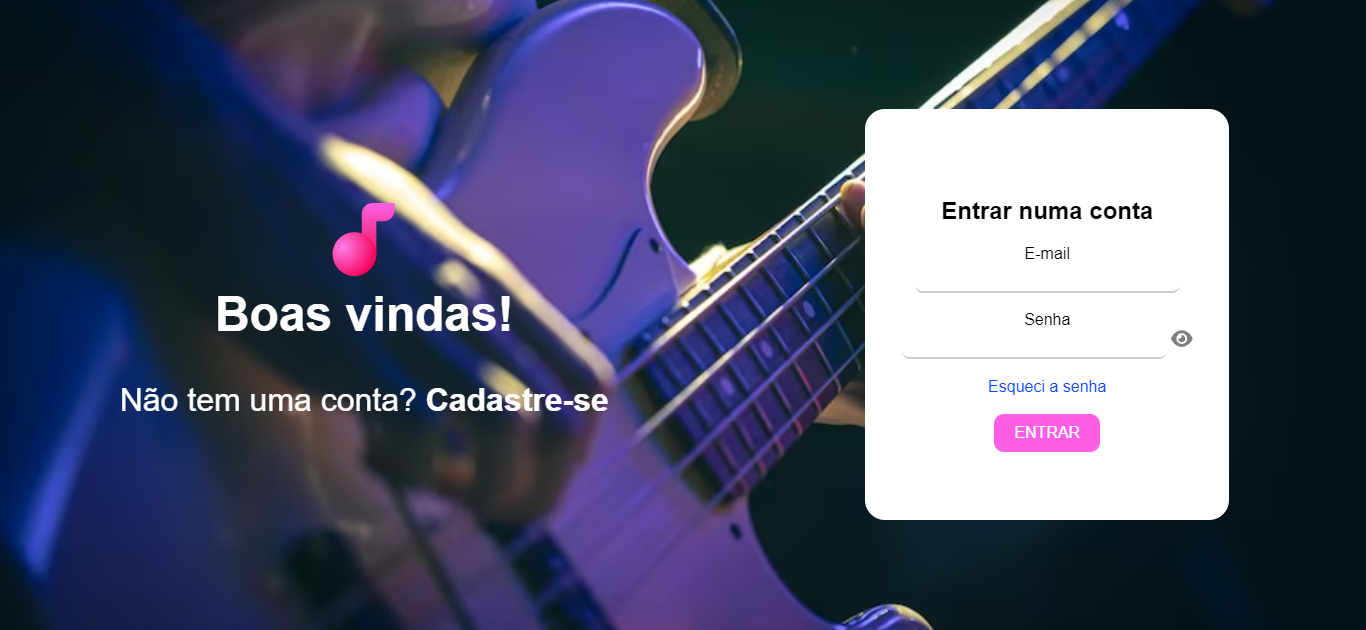 Boas vindas!
Não tem uma conta? Cadastre-se
Entrar numa conta
E-mail
Senha
Esqueci a senha
ENTRAR